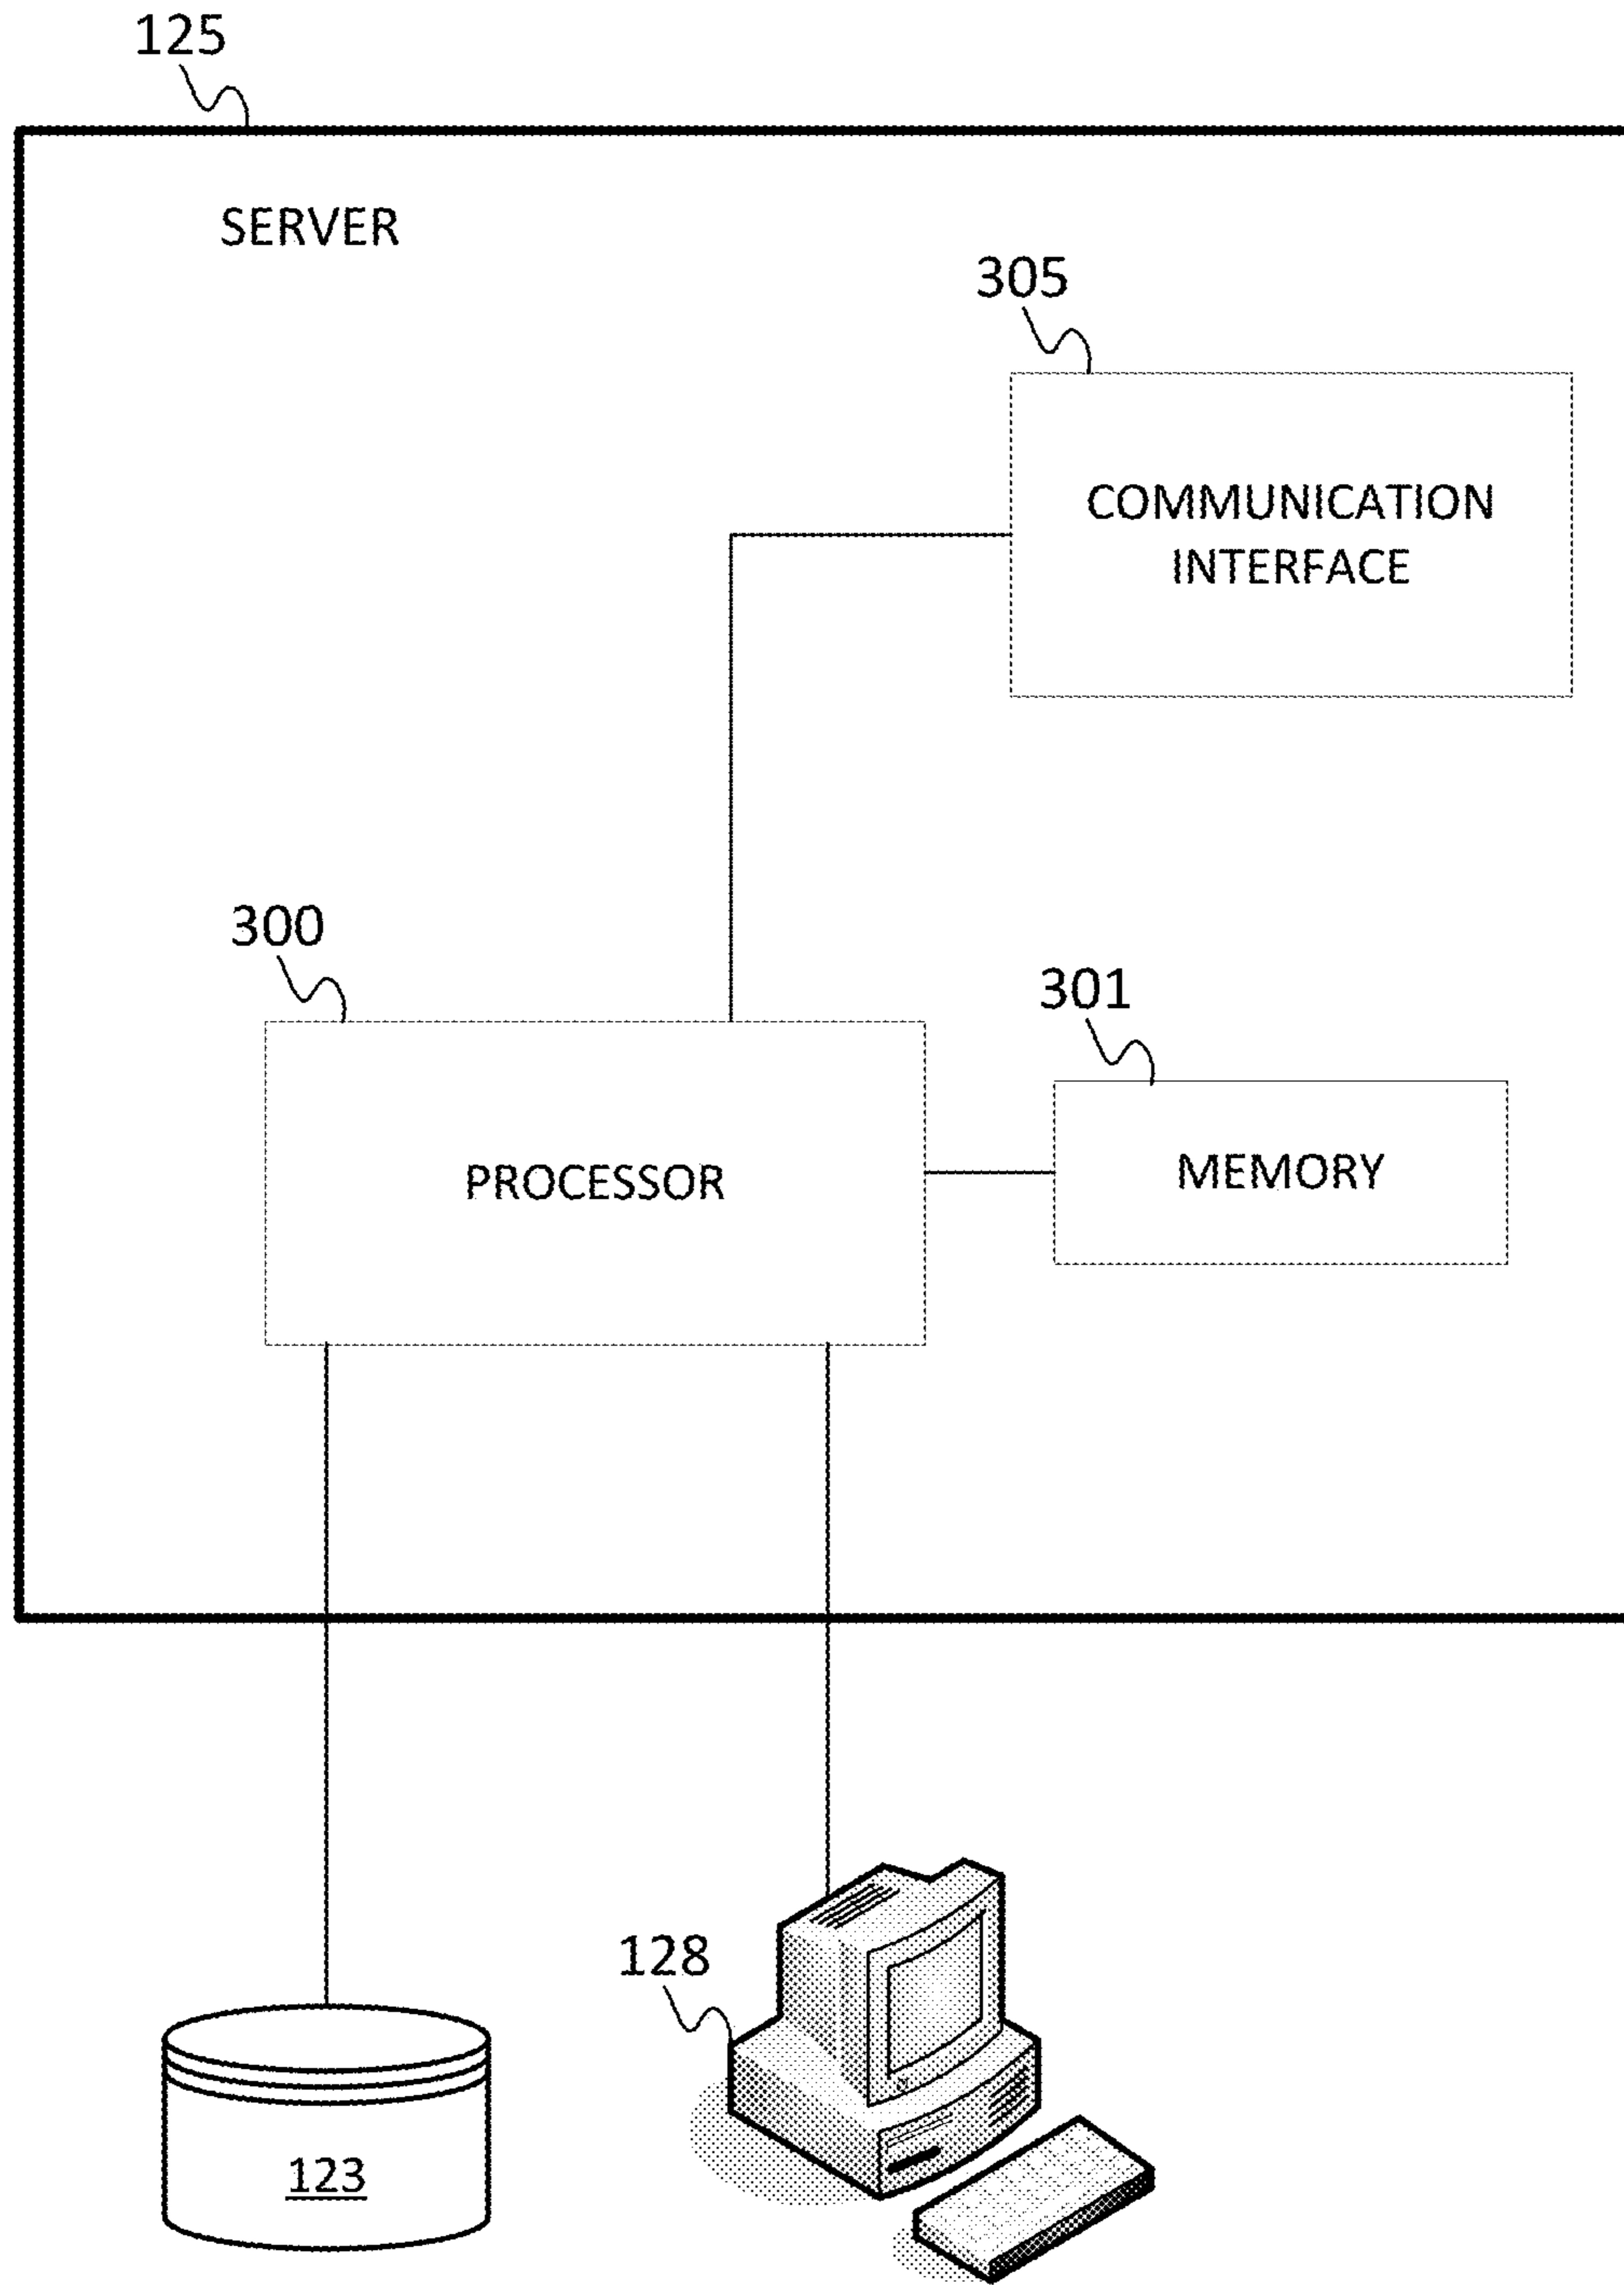 125
SERVER
305
COMMUNICATION
INTERFACE
300
301
PROCESSOR
MEMORY
128
123